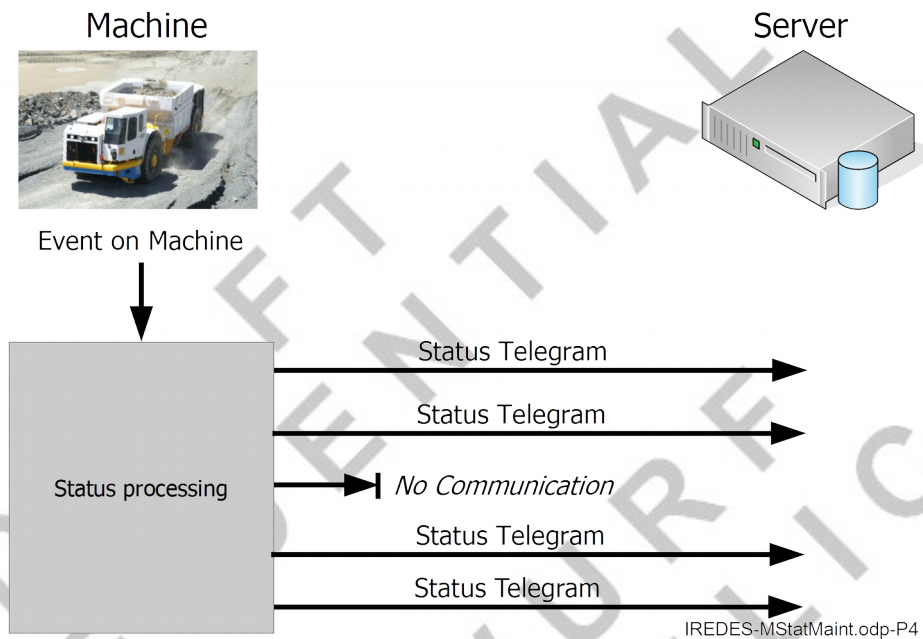 Machine
Server
Event on Machine
Status Telegram
Status Telegram
Status processing
No Communication
Status Telegram
Status Telegram
IREDES-MStatMaint.odp-P4